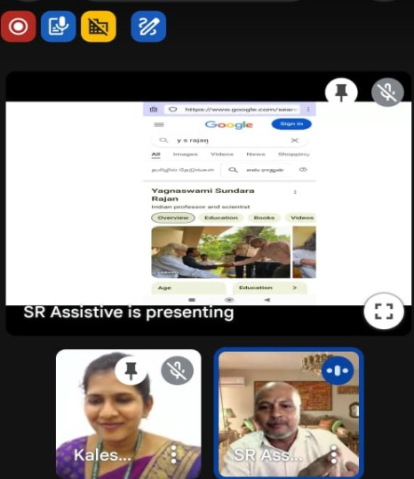 https://www.google.com/sear
Google
Sign in
y s rajan
All Images Videos News Shopping
Yagnaswami Sundara
Rajan
Indian professor and scientist
Overview Education Books Videos
Age Education >
SR Assistive is presenting
Kales...
SR Ass...